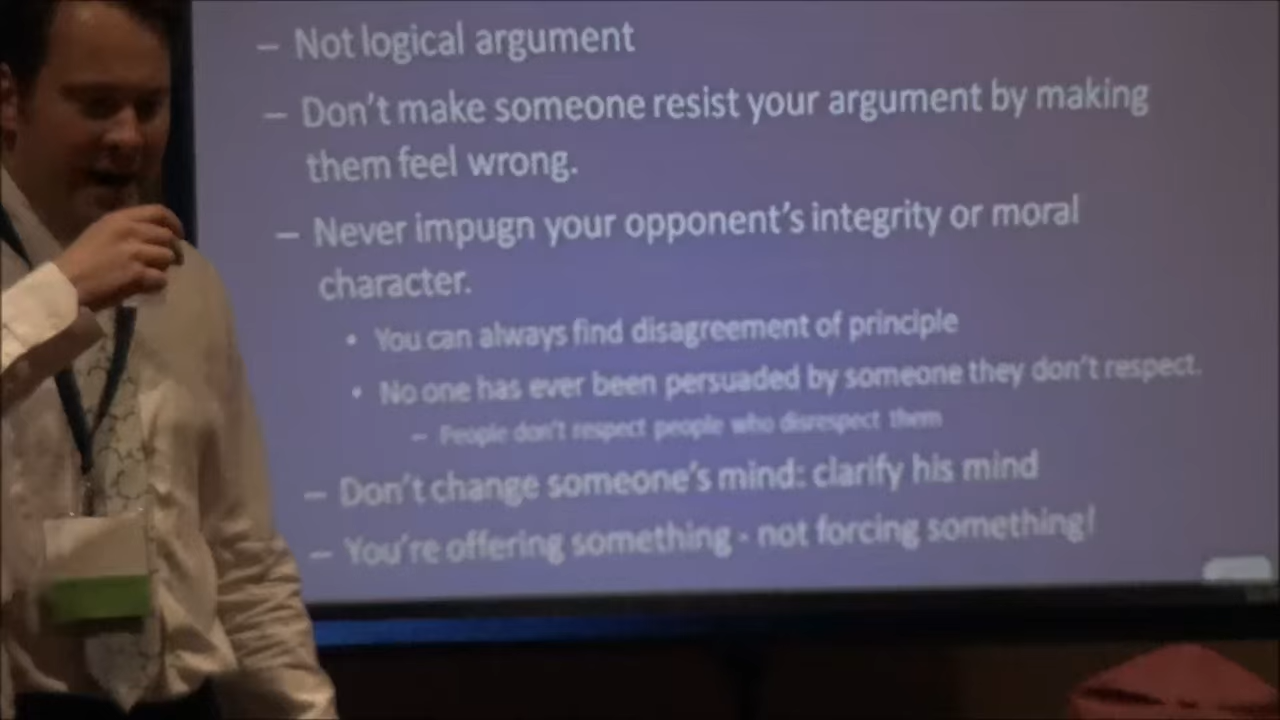 – Not logical argument
– Don't make someone resist your argument by making
them feel wrong.
– Never impugn your opponent's integrity or moral
character.
• You can always find disagreement of principle
• No one has ever been persuaded by someone they don't respect.
– People don't respect people who disrespect them
– Don't change someone's mind: clarify his mind
– You're offering something - not forcing something!